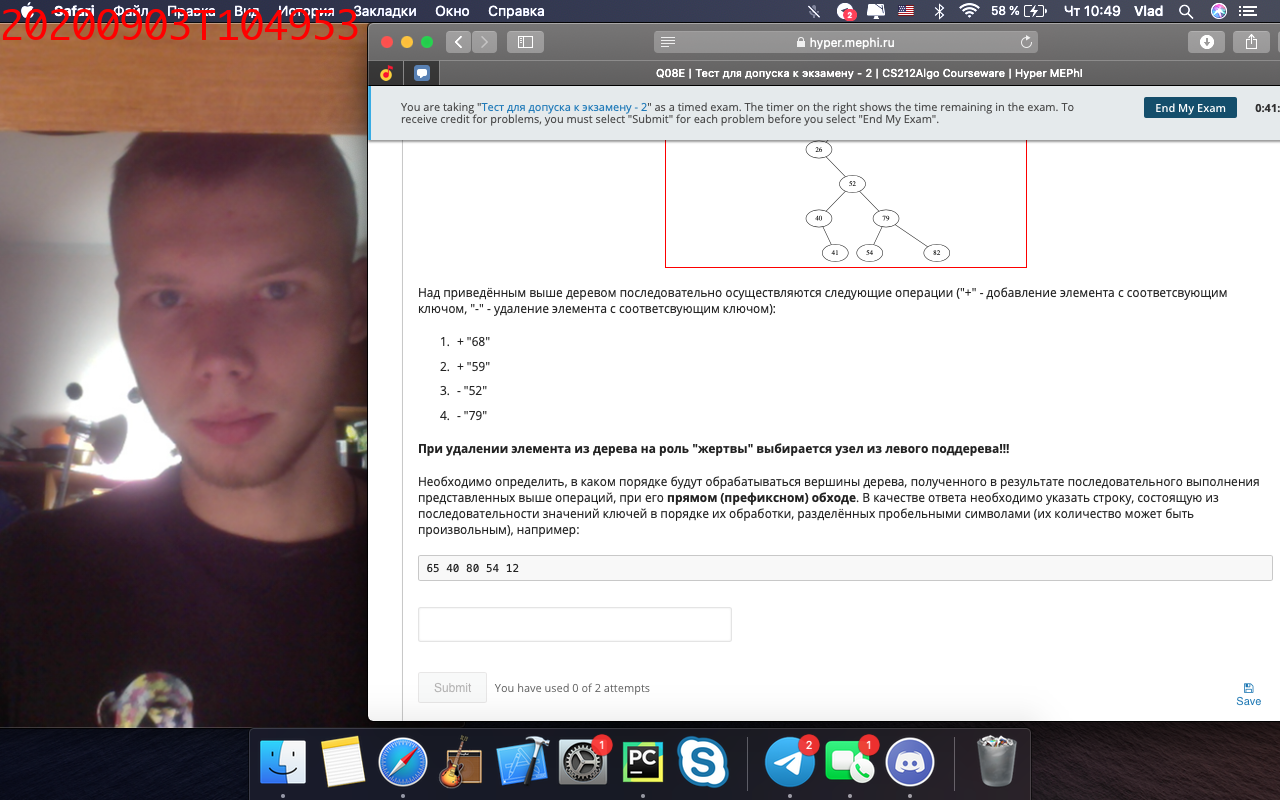 20200903T104953
Safari Файл Правка Вид История Закладки Окно Справка
2 58 % Чт 10:49 Vlad
hyper.mephi.ru
Q08E | Тест для допуска к экзамену - 2 | CS212Algo Courseware | Hyper MEPhI
You are taking "Тест для допуска к экзамену - 2" as a timed exam. The timer on the right shows the time remaining in the exam. To
receive credit for problems, you must select "Submit" for each problem before you select "End My Exam".
End My Exam
0:41:
26
52
40 79
41 54 82
Над приведённым выше деревом последовательно осуществляются следующие операции ("+" - добавление элемента с соответсвующим
ключом, "-" - удаление элемента с соответсвующим ключом):
1. + "68"
2. + "59"
3. - "52"
4. - "79"
При удалении элемента из дерева на роль "жертвы" выбирается узел из левого поддерева!!!
Необходимо определить, в каком порядке будут обрабатываться вершины дерева, полученного в результате последовательного выполнения
представленных выше операций, при его прямом (префиксном) обходе. В качестве ответа необходимо указать строку, состоящую из
последовательности значений ключей в порядке их обработки, разделённых пробельными символами (их количество может быть
произвольным), например:
65 40 80 54 12
Submit You have used 0 of 2 attempts
Save
1 PC S 2 1